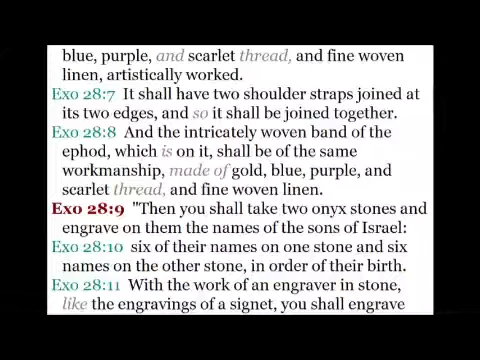 blue, purple, and scarlet thread, and fine woven
linen, artistically worked.
Exo 28:7  It shall have two shoulder straps joined at
its two edges, and so it shall be joined together.
Exo 28:8  And the intricately woven band of the
ephod, which is on it, shall be of the same
workmanship, made of gold, blue, purple, and
scarlet thread, and fine woven linen.
Exo 28:9  "Then you shall take two onyx stones and
engrave on them the names of the sons of Israel:
Exo 28:10  six of their names on one stone and six
names on the other stone, in order of their birth.
Exo 28:11  With the work of an engraver in stone,
like the engravings of a signet, you shall engrave